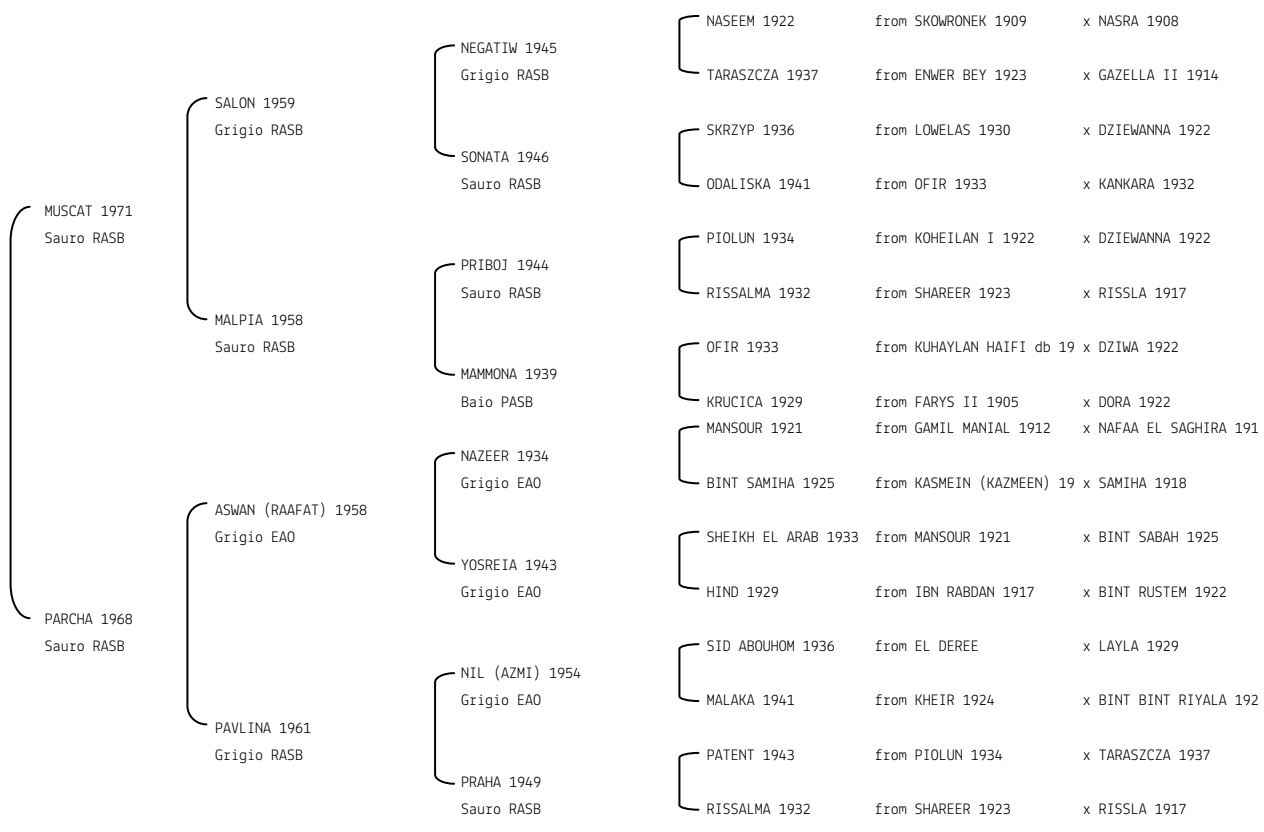 NASEEM 1922 from SKOWRONEK 1909 x NASRA 1908
NEGATIW 1945
Grigio RASB TARASZCZA 1937 from ENWER BEY 1923 x GAZELLA II 1914
SALON 1959
Grigio RASB SKRZYP 1936 from LOWELAS 1930 x DZIEWANNA 1922
SONATA 1946
Sauro RASB ODALISKA 1941 from OFIR 1933 x KANKARA 1932
MUSCAT 1971
Sauro RASB PIOLUN 1934 from KOHEILAN I 1922 x DZIEWANNA 1922
PRIBOJ 1944
Sauro RASB RISSALMA 1932 from SHAREER 1923 x RISSLA 1917
MALPIA 1958
Sauro RASB OFIR 1933 from KUHAYLAN HAIFI db 19 x DZIWA 1922
MAMMONA 1939
Baio PASB KRUCICA 1929 from FARYS II 1905 x DORA 1922
MANSOUR 1921 from GAMIL MANIAL 1912 x NAFAA EL SAGHIRA 191
NAZEER 1934
Grigio EAO BINT SAMIHA 1925 from KASMEIN (KAZMEEN) 19 x SAMIHA 1918
ASWAN (RAAFAT) 1958
Grigio EAO SHEIKH EL ARAB 1933 from MANSOUR 1921 x BINT SABAH 1925
YOSREIA 1943
Grigio EAO HIND 1929 from IBN RABDAN 1917 x BINT RUSTEM 1922
PARCHA 1968
Sauro RASB SID ABOUHOM 1936 from EL DEREE x LAYLA 1929
NIL (AZMI) 1954
Grigio EAO MALAKA 1941 from KHEIR 1924 x BINT BINT RIYALA 192
PAVLINA 1961
Grigio RASB PATENT 1943 from PIOLUN 1934 x TARASZCZA 1937
PRAHA 1949
Sauro RASB RISSALMA 1932 from SHAREER 1923 x RISSLA 1917